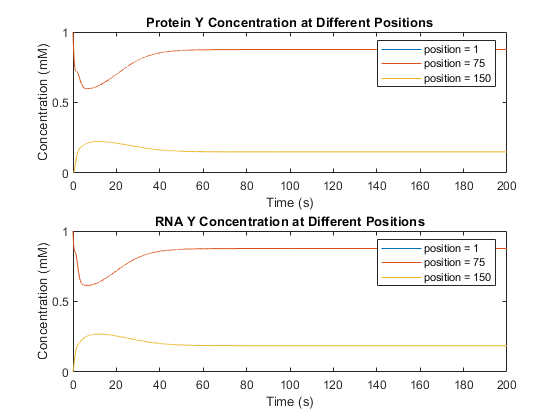 Protein Y Concentration at Different Positions
Concentration (mM)
1
0.5
0
position = 1
position = 75
position = 150
0 20 40 60 80 100 120 140 160 180 200
Time (s)
RNA Y Concentration at Different Positions
Concentration (mM)
1
0.5
0
position = 1
position = 75
position = 150
0 20 40 60 80 100 120 140 160 180 200
Time (s)